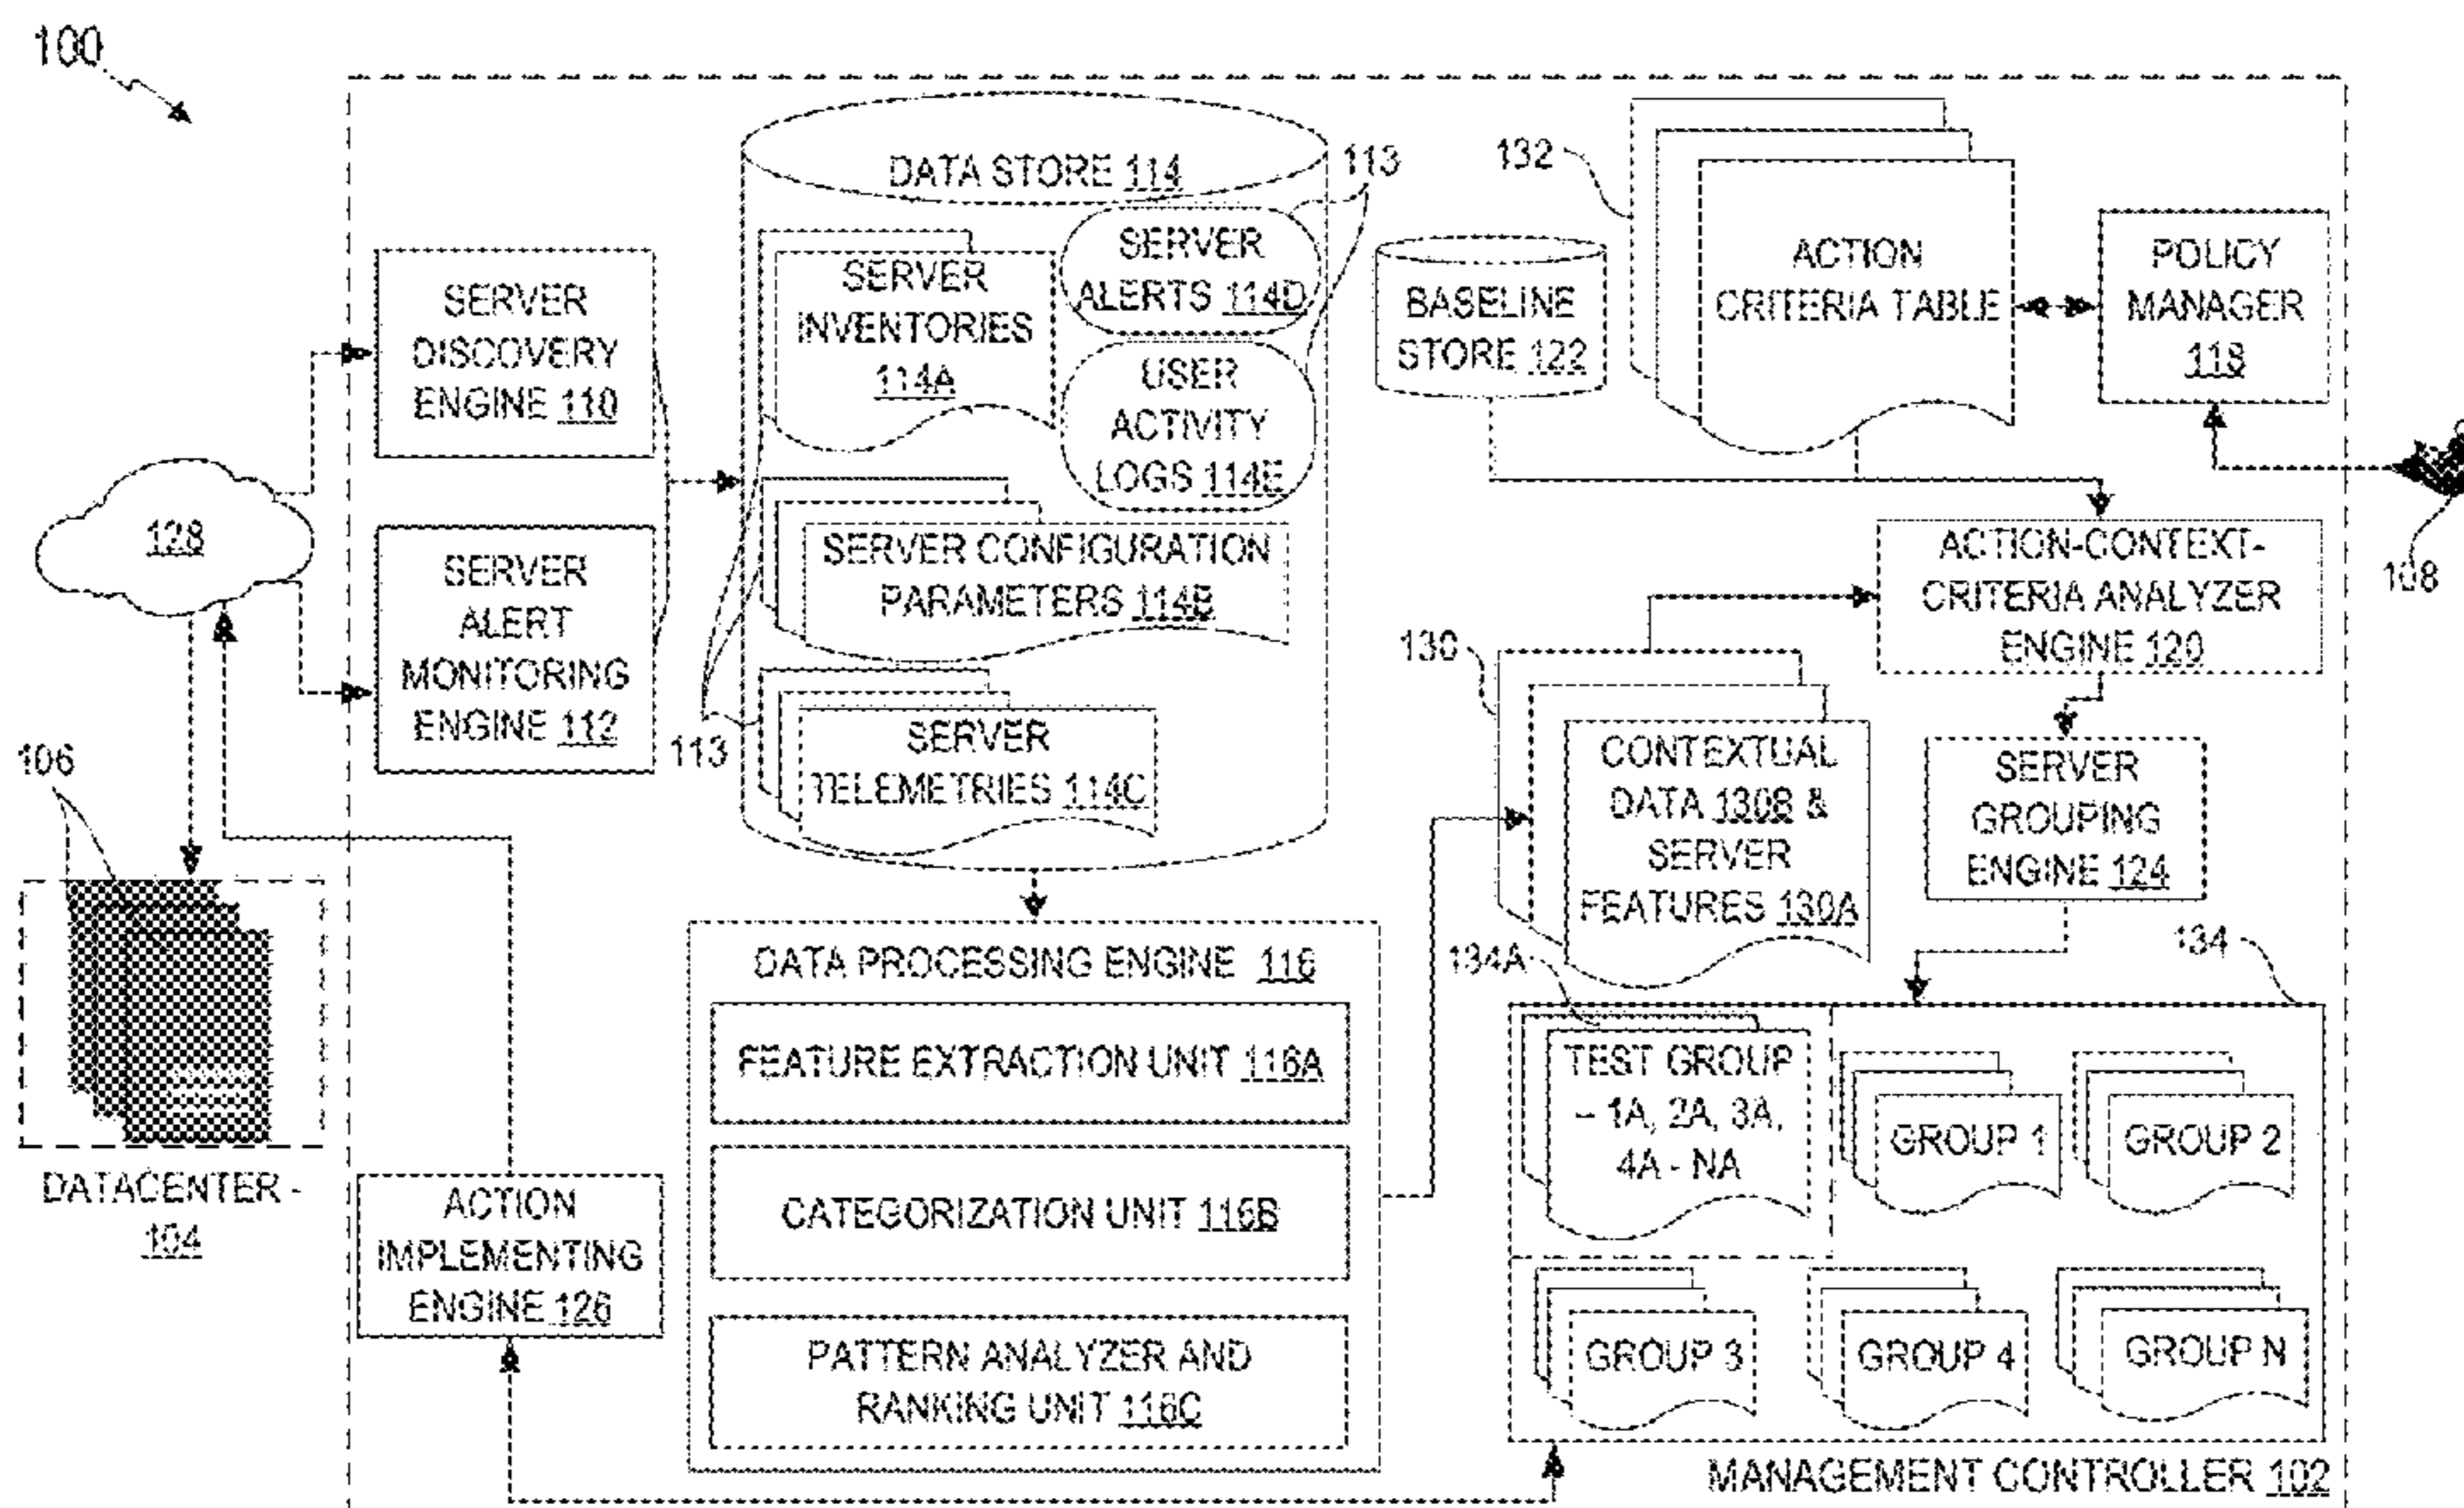 100
DATA STORE 114
113
132
SERVER
ALERTS 114D
SERVER
INVENTORIES
114A
USER
ACTIVITY
LOGS 114E
SERVER CONFIGURATION
PARAMETERS 114B
SERVER
TELEMETRIES 114C
113
SERVER
DISCOVERY
ENGINE 110
SERVER
ALERT
MONITORING
ENGINE 112
128
106
DATACENTER -
104
BASELINE
STORE 122
ACTION
CRITERIA TABLE
POLICY
MANAGER
118
108
ACTION-CONTEXT-
CRITERIA ANALYZER
ENGINE 120
130
CONTEXTUAL
DATA 130B &
SERVER
FEATURES 130A
SERVER
GROUPING
ENGINE 124
134
134A
DATA PROCESSING ENGINE 116
FEATURE EXTRACTION UNIT 116A
CATEGORIZATION UNIT 116B
PATTERN ANALYZER AND
RANKING UNIT 116C
ACTION
IMPLEMENTING
ENGINE 126
TEST GROUP
- 1A, 2A, 3A,
4A - NA
GROUP 1
GROUP 2
GROUP 3
GROUP 4
GROUP N
MANAGEMENT CONTROLLER 102